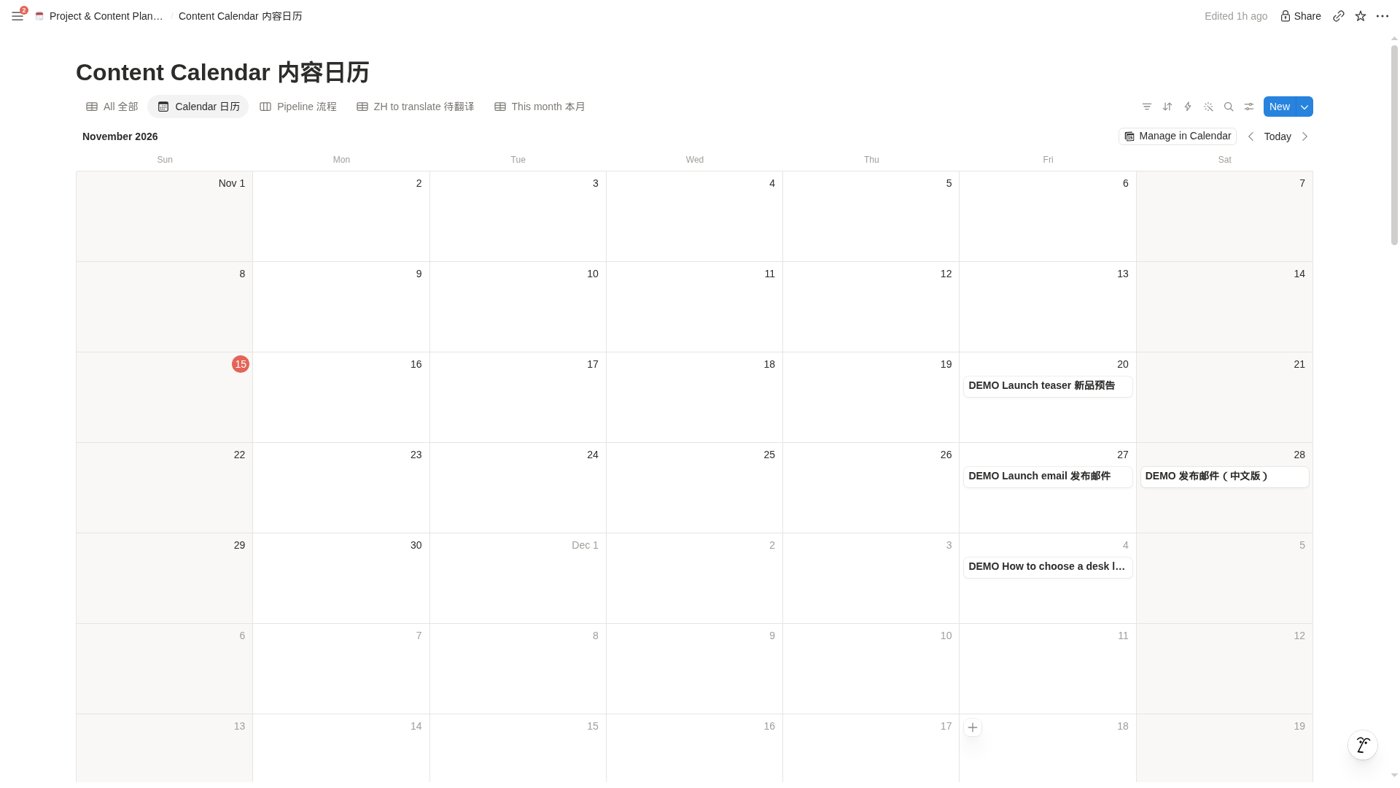 2
Project & Content Plan… / Content Calendar 内容日历
Edited 1h ago
Share
Content Calendar 内容日历
All 全部
Calendar 日历
Pipeline 流程
ZH to translate 待翻译
This month 本月
New
November 2026
Manage in Calendar
Today
Sun Mon Tue Wed Thu Fri Sat
Nov 1 2 3 4 5 6 7
8 9 10 11 12 13 14
15 16 17 18 19 20 21
DEMO Launch teaser 新品预告
22 23 24 25 26 27 28
DEMO Launch email 发布邮件
DEMO 发布邮件（中文版）
29 30 Dec 1 2 3 4 5
DEMO How to choose a desk l…
6 7 8 9 10 11 12
13 14 15 16 17 18 19